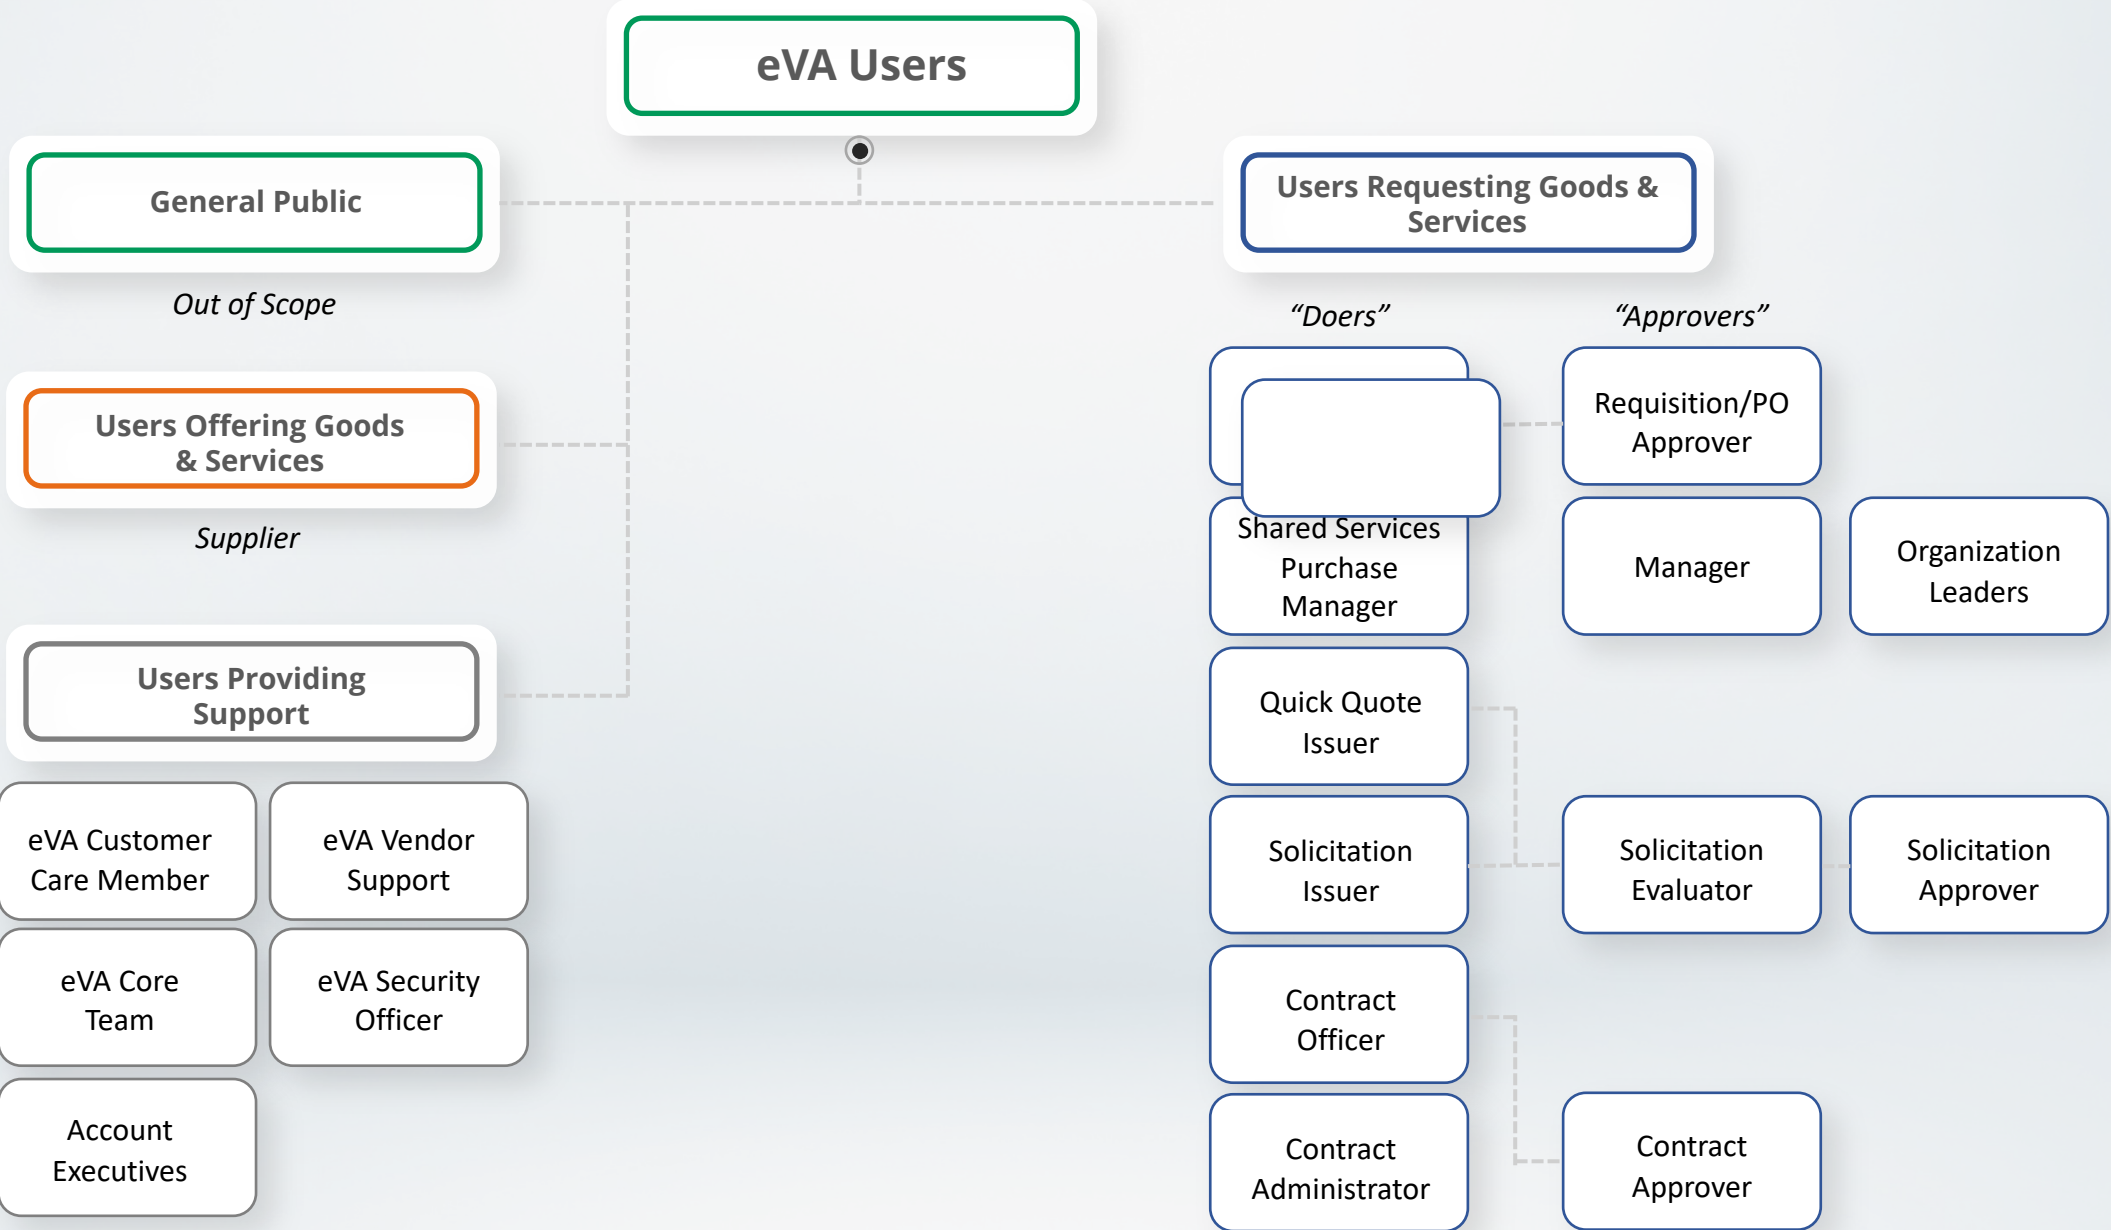 eVA Users
General Public
Out of Scope
Users Offering Goods
& Services
Supplier
Users Providing
Support
eVA Customer
Care Member
eVA Vendor
Support
eVA Core
Team
eVA Security
Officer
Account
Executives
Users Requesting Goods &
Services
“Doers”
“Approvers”
Requisition/PO
Approver
Shared Services
Purchase
Manager
Manager
Organization
Leaders
Quick Quote
Issuer
Solicitation
Issuer
Solicitation
Evaluator
Solicitation
Approver
Contract
Officer
Contract
Administrator
Contract
Approver